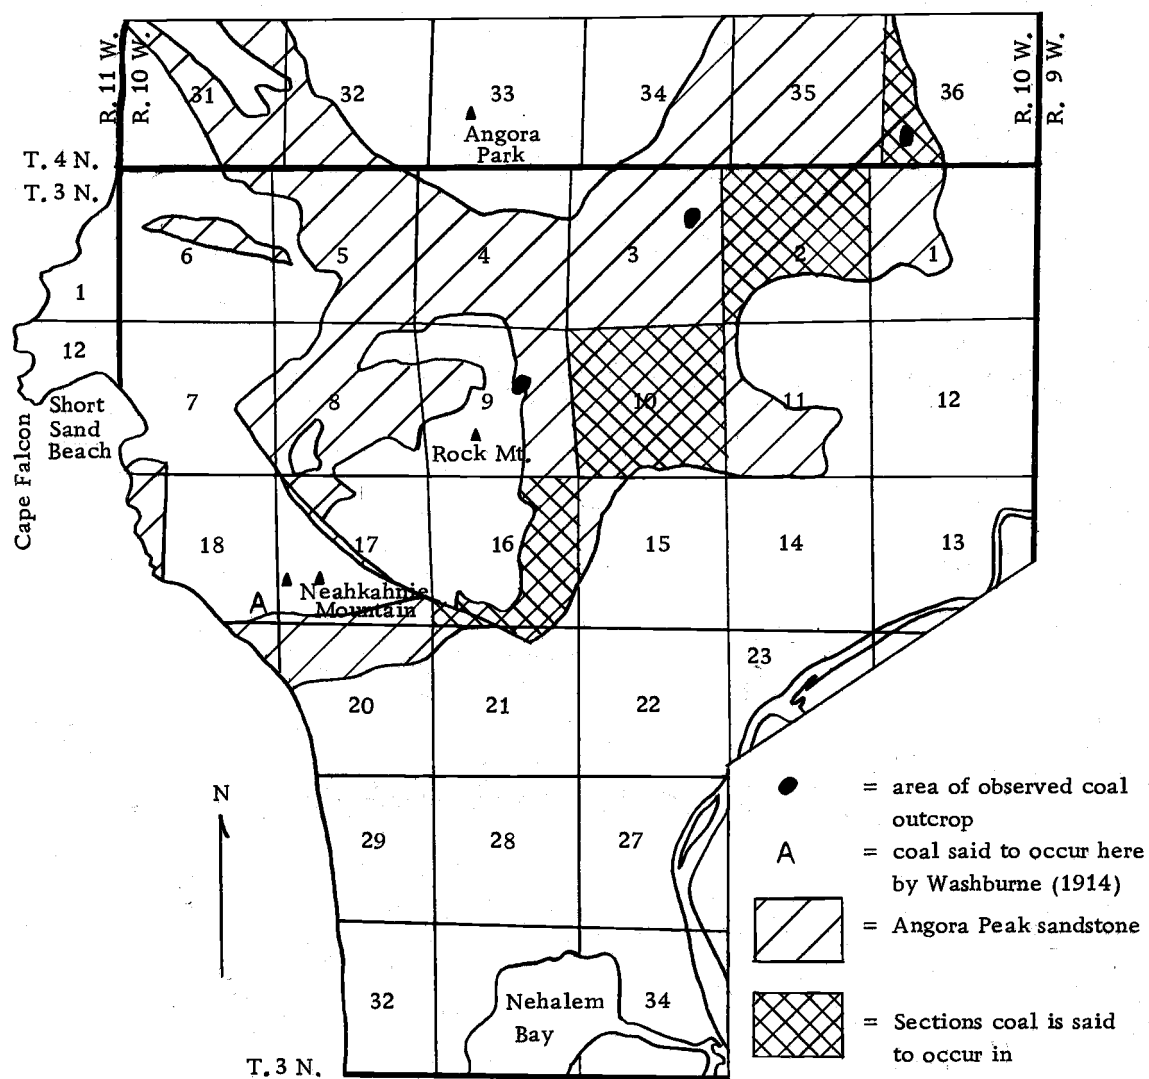 R. 11 W.
R. 10 W.
31
32
33
34
35
36
R. 10 W.
R. 9 W.
Angora
Park
T. 4 N.
T. 3 N.
6
5
4
3
2
1
1
12
7
8
9
10
11
12
Short
Sand
Beach
Cape Falcon
Rock Mt.
18
17
16
15
14
13
A
Neahkahnie
Mountain
23
20
21
22
N
29
28
27
32
Nehalem
Bay
34
T. 3 N.
= area of observed coal
outcrop
A = coal said to occur here
by Washburne (1914)
= Angora Peak sandstone
= Sections coal is said
to occur in